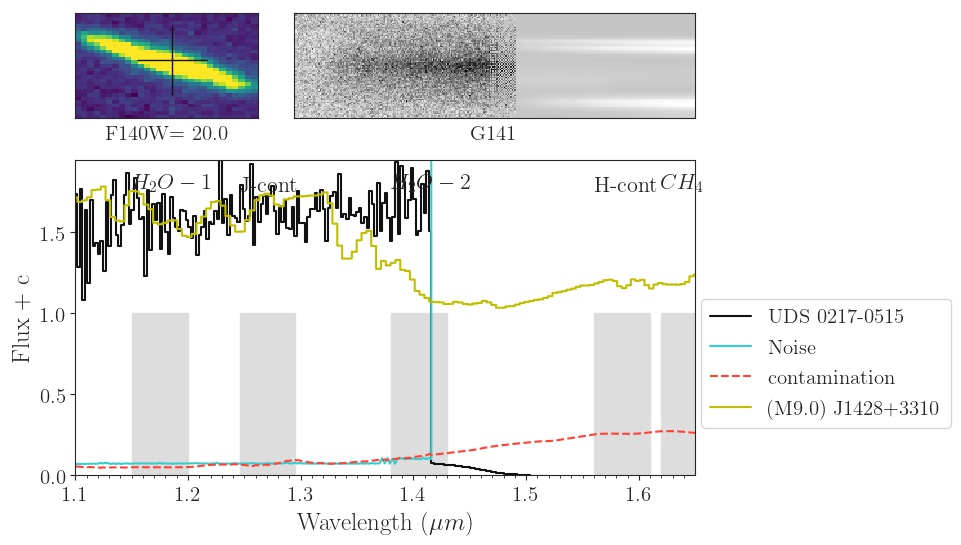 F140W= 20.0
G141
H₂O − 1 J-cont H₂O − 2 H-cont CH₄
1.5
1.0
0.5
0.0
Flux + c
1.1 1.2 1.3 1.4 1.5 1.6
Wavelength (μm)
UDS 0217-0515
Noise
contamination
(M9.0) J1428+3310